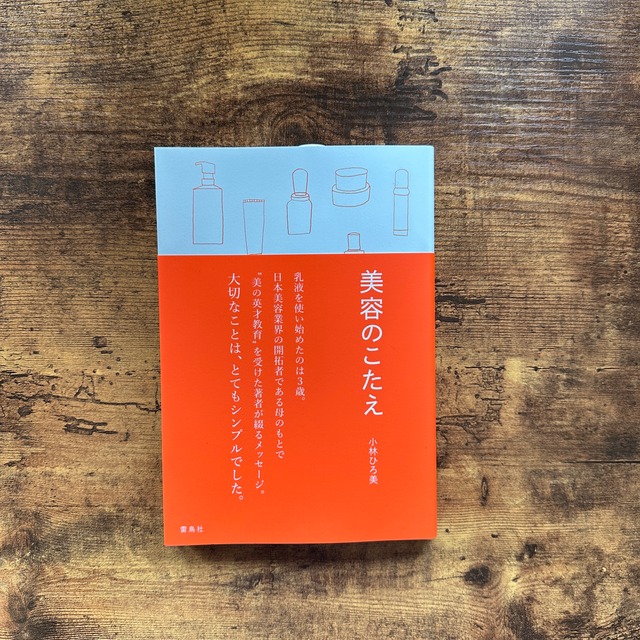 美容のこたえ
小林ひろ美
乳液を使い始めたのは3歳。
日本美容業界の開拓者である母のもとで
"美の英才教育"を受けた著者が綴るメッセージ。
大切なことは、とてもシンプルでした。
雷鳥社